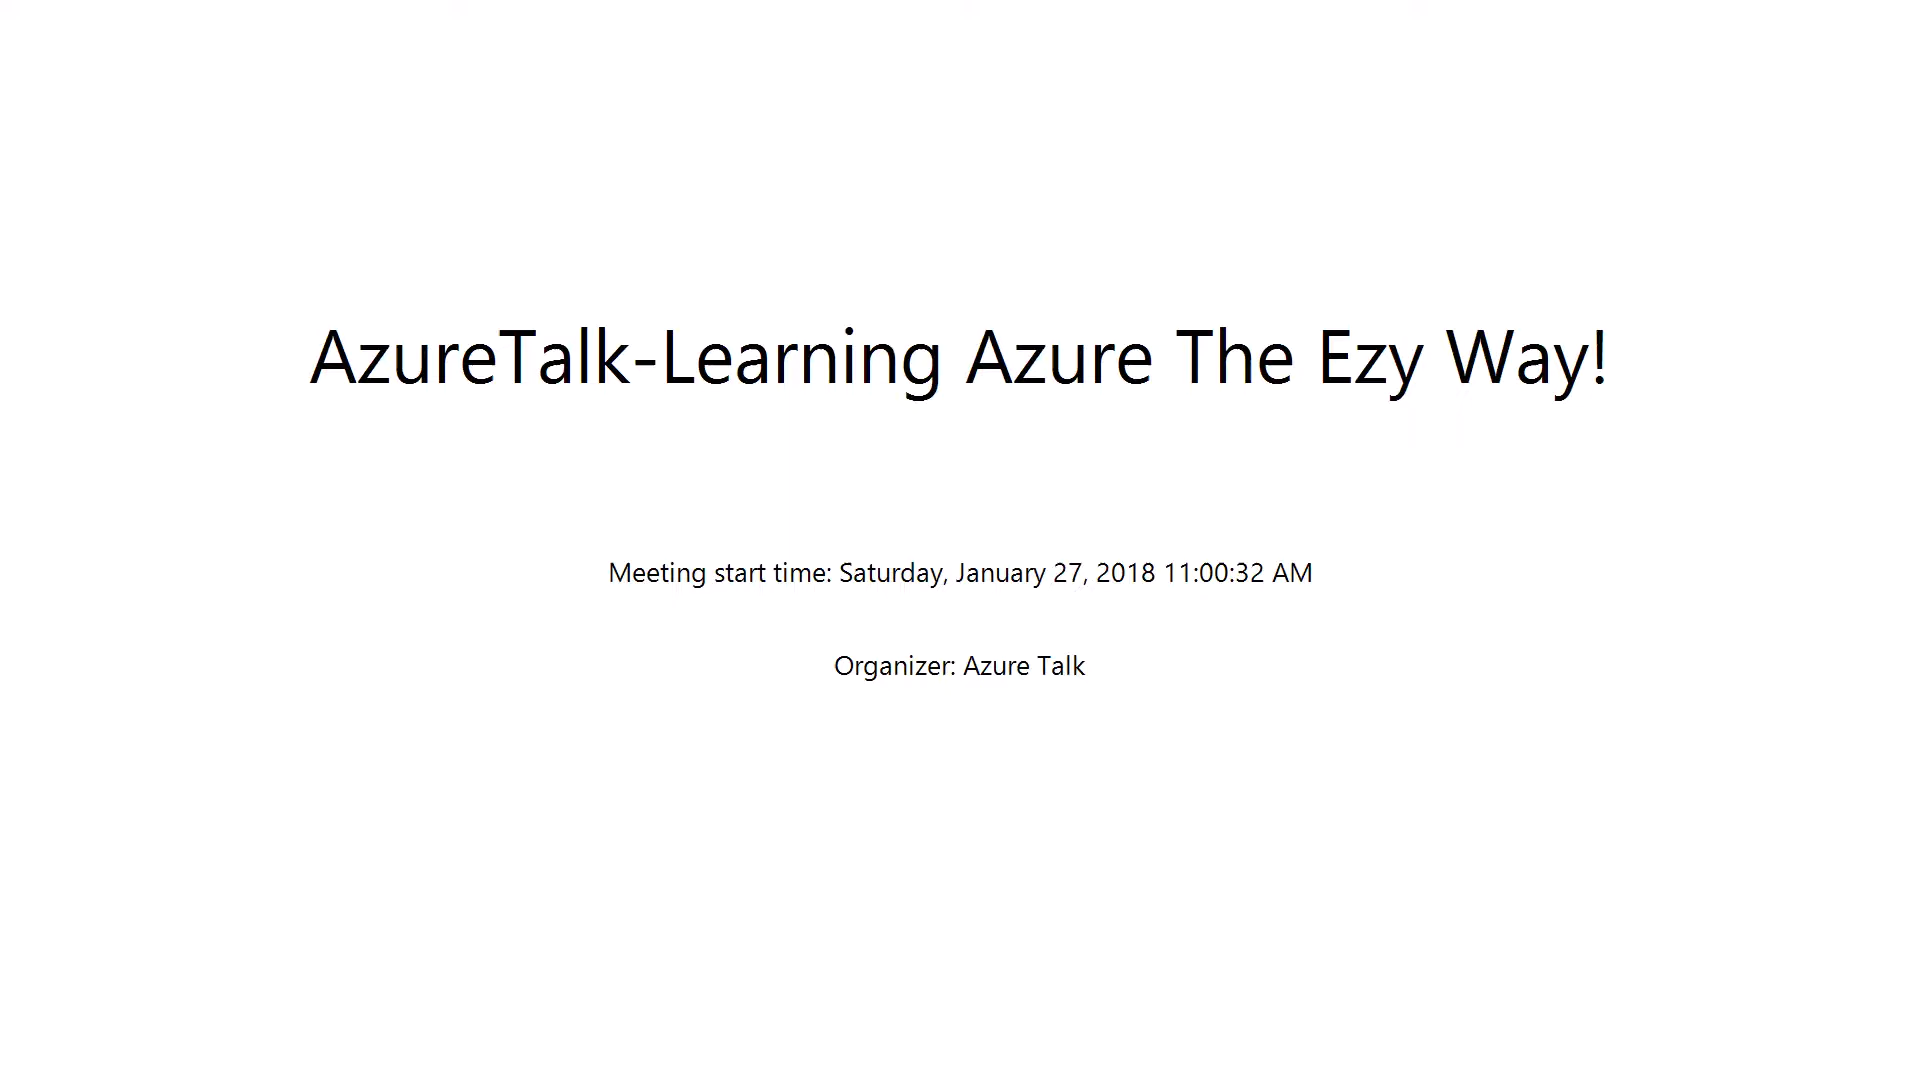 AzureTalk-Learning Azure The Ezy Way!
Meeting start time: Saturday, January 27, 2018 11:00:32 AM
Organizer: Azure Talk